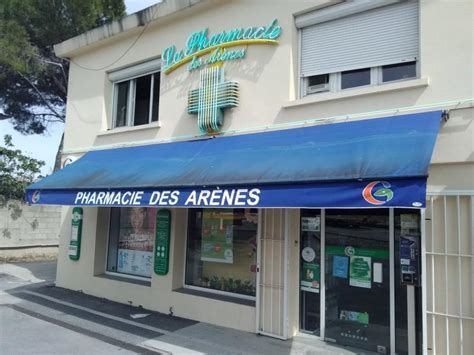 La Pharmacie
des Arènes
PHARMACIE DES ARÈNES